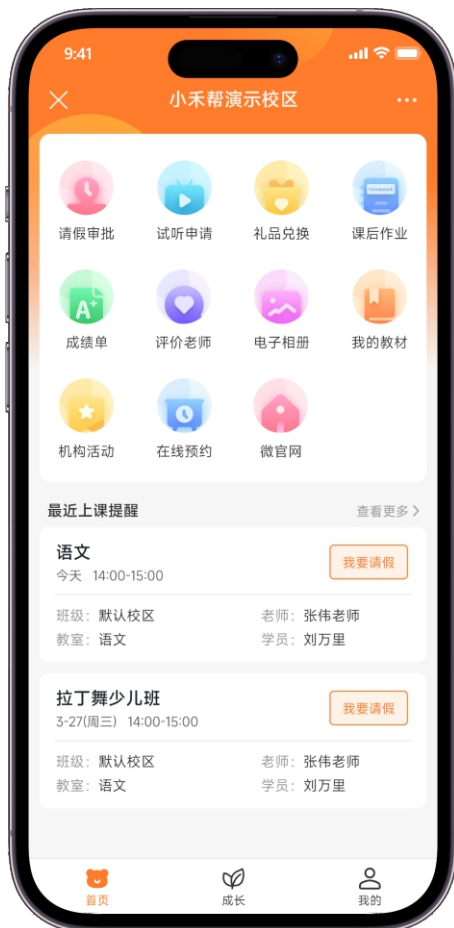 9:41
小禾帮演示校区
请假审批 试听申请 礼品兑换 课后作业
A+
成绩单 评价老师 电子相册 我的教材
机构活动 在线预约 微官网
最近上课提醒 查看更多
语文
今天 14:00-15:00
我要请假
班级: 默认校区 老师: 张伟老师
教室: 语文 学员: 刘万里
拉丁舞少儿班
3-27(周三) 14:00-15:00
我要请假
班级: 默认校区 老师: 张伟老师
教室: 语文 学员: 刘万里
首页 成长 我的